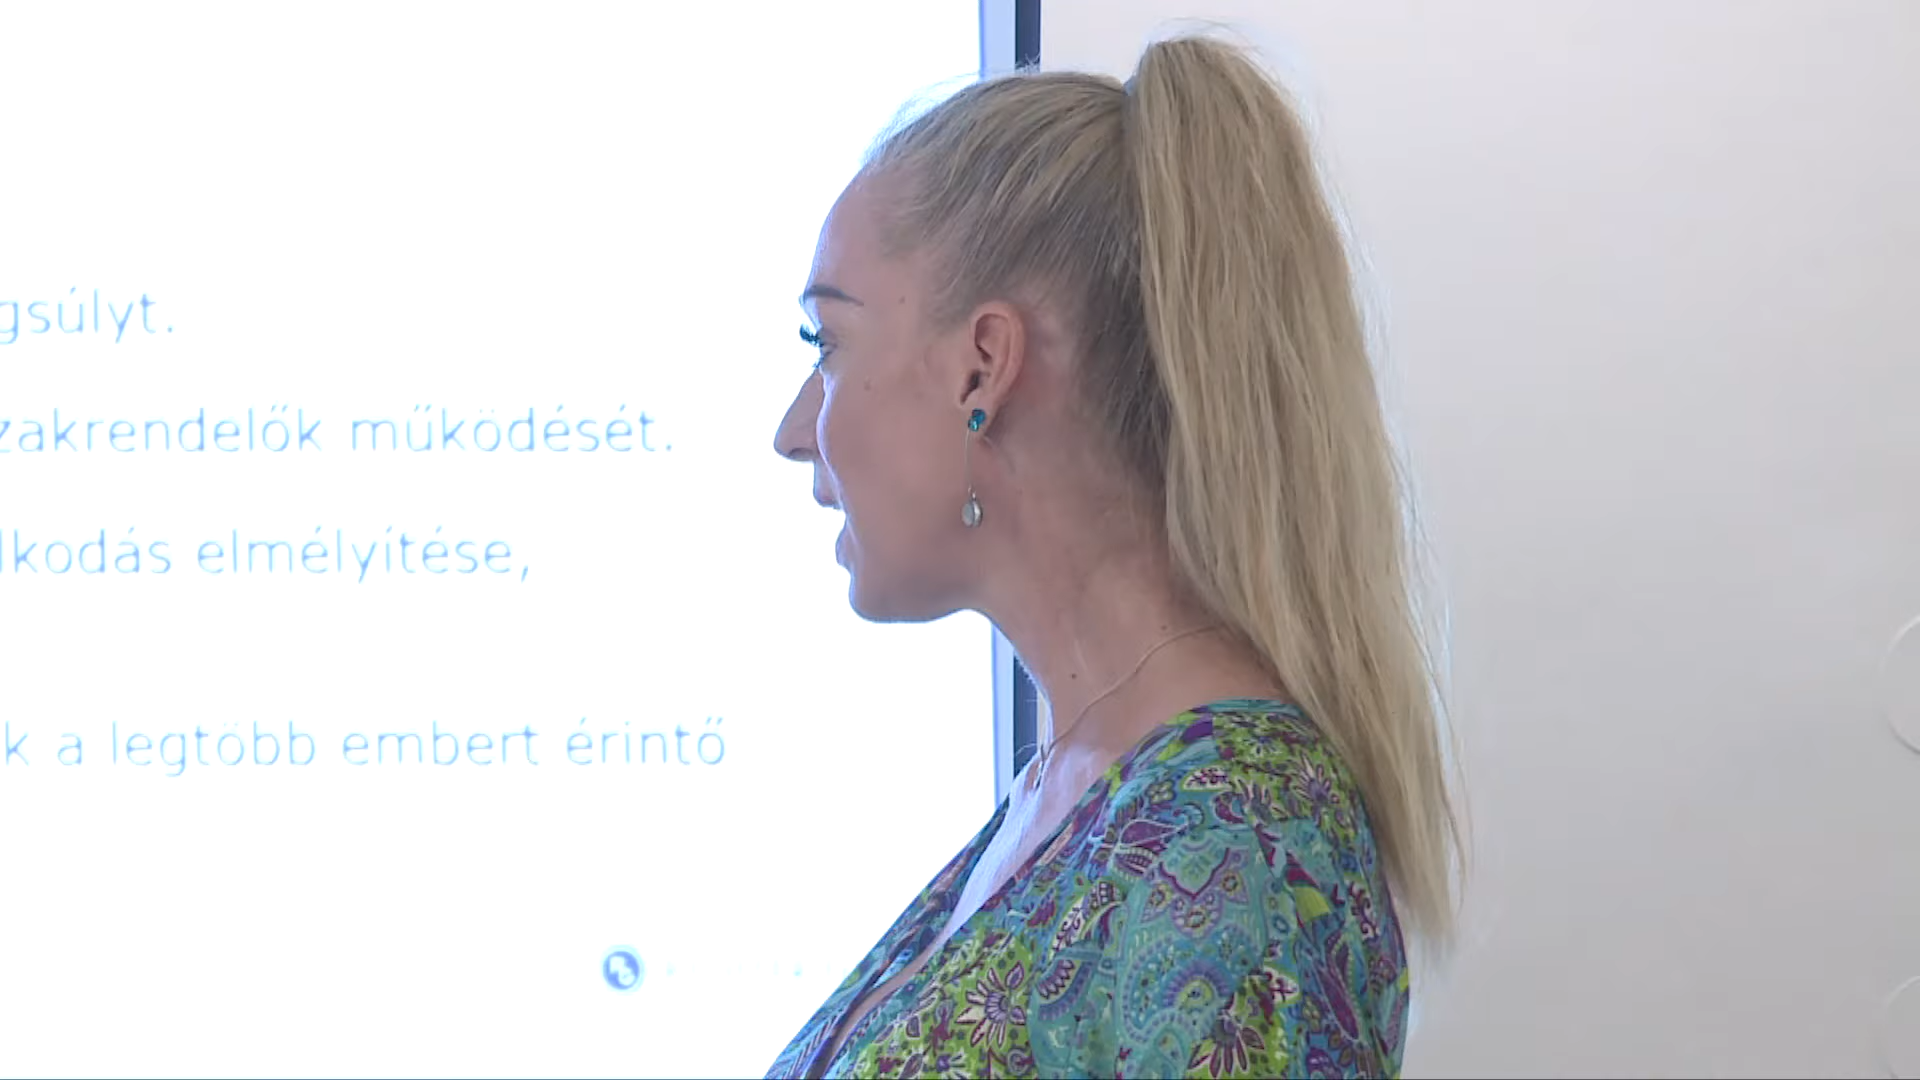 gsúlyt.
zakrendelők működését.
lkodás elmélyítése,
k a legtöbb embert érintő